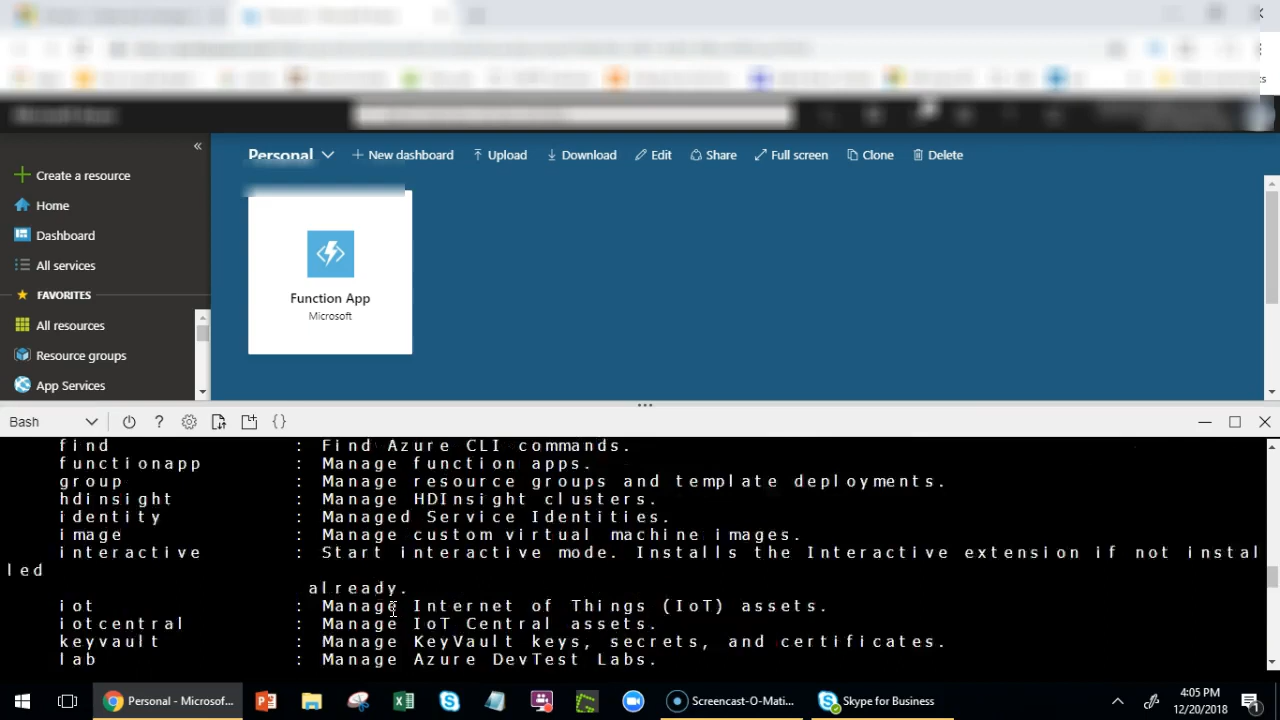 «
Create a resource
Home
Dashboard
All services
FAVORITES
All resources
Resource groups
App Services
Personal
New dashboard
Upload
Download
Edit
Share
Full screen
Clone
Delete
Function App
Microsoft
Bash
?
{}
find : Find Azure CLI commands.
functionapp : Manage function apps.
group : Manage resource groups and template deployments.
hdinsight : Manage HDInsight clusters.
identity : Managed Service Identities.
image : Manage custom virtual machine images.
interactive : Start interactive mode. Installs the Interactive extension if not instal
led
already.
iot : Manage Internet of Things (IoT) assets.
iotcentral : Manage IoT Central assets.
keyvault : Manage KeyVault keys, secrets, and certificates.
lab : Manage Azure DevTest Labs.
Personal - Microsof...
Screencast-O-Mati...
Skype for Business
4:05 PM
12/20/2018
1